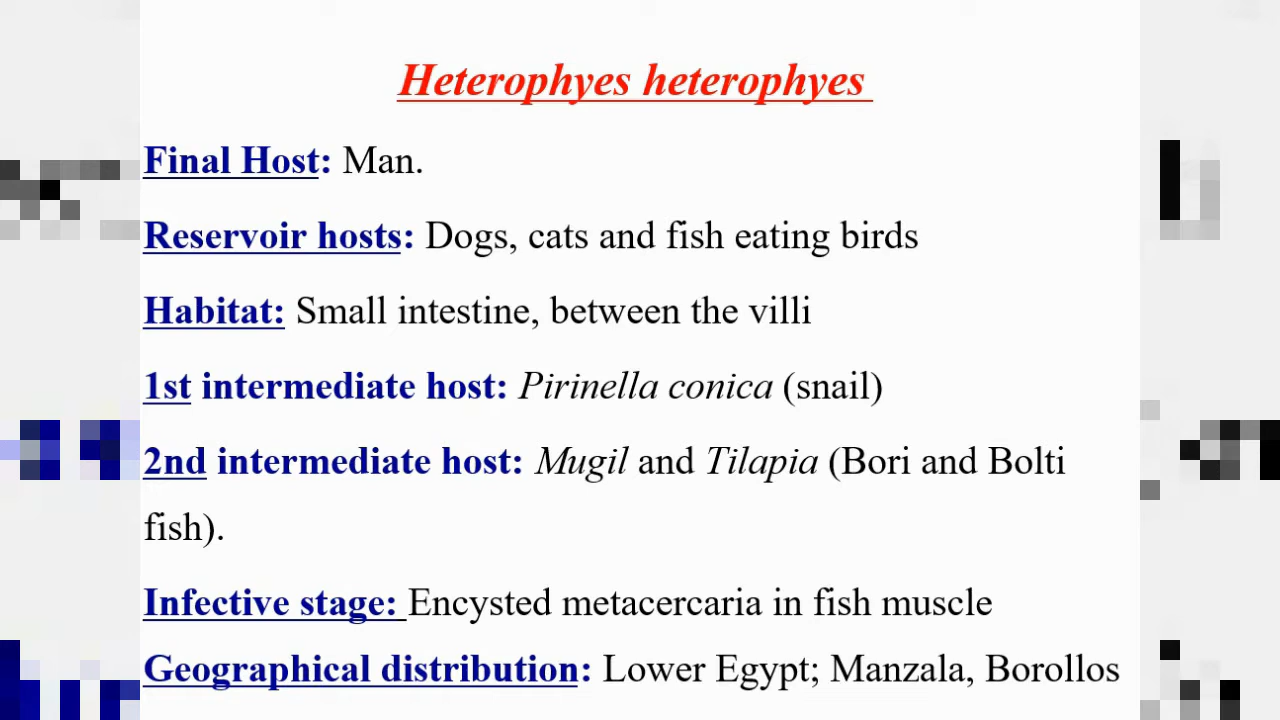 Heterophyes heterophyes
Final Host: Man.
Reservoir hosts: Dogs, cats and fish eating birds
Habitat: Small intestine, between the villi
1st intermediate host: Pirinella conica (snail)
2nd intermediate host: Mugil and Tilapia (Bori and Bolti
fish).
Infective stage: Encysted metacercaria in fish muscle
Geographical distribution: Lower Egypt; Manzala, Borollos